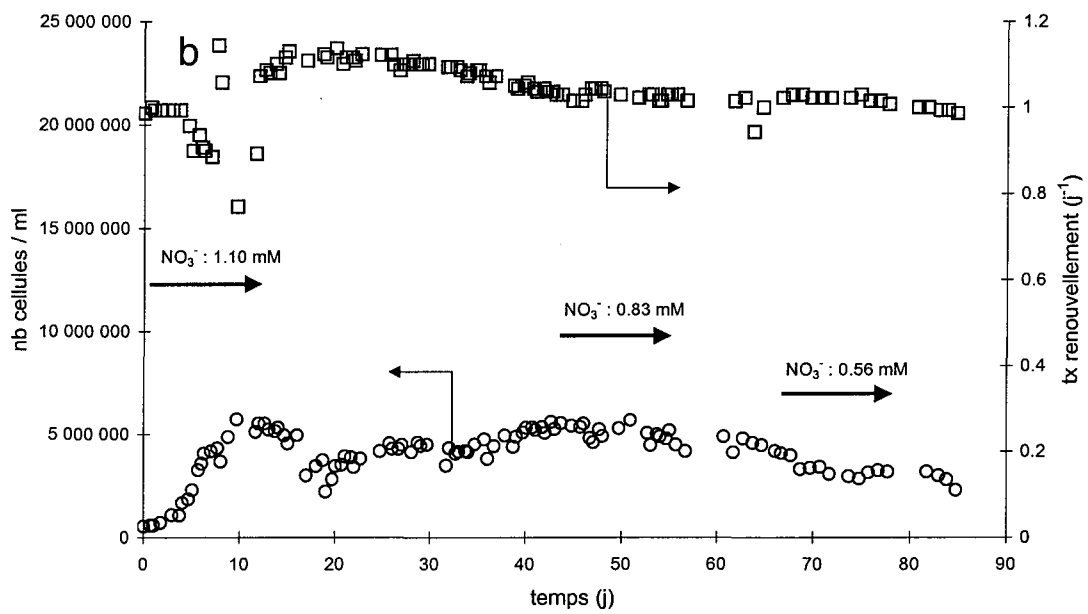 b
25 000 000
20 000 000
15 000 000
10 000 000
5 000 000
0
nb cellules / ml
1.2
1
0.8
0.6
0.4
0.2
0
tx renouvellement (j⁻¹)
NO₃⁻ : 1.10 mM
NO₃⁻ : 0.83 mM
NO₃⁻ : 0.56 mM
0 10 20 30 40 50 60 70 80 90
temps (j)